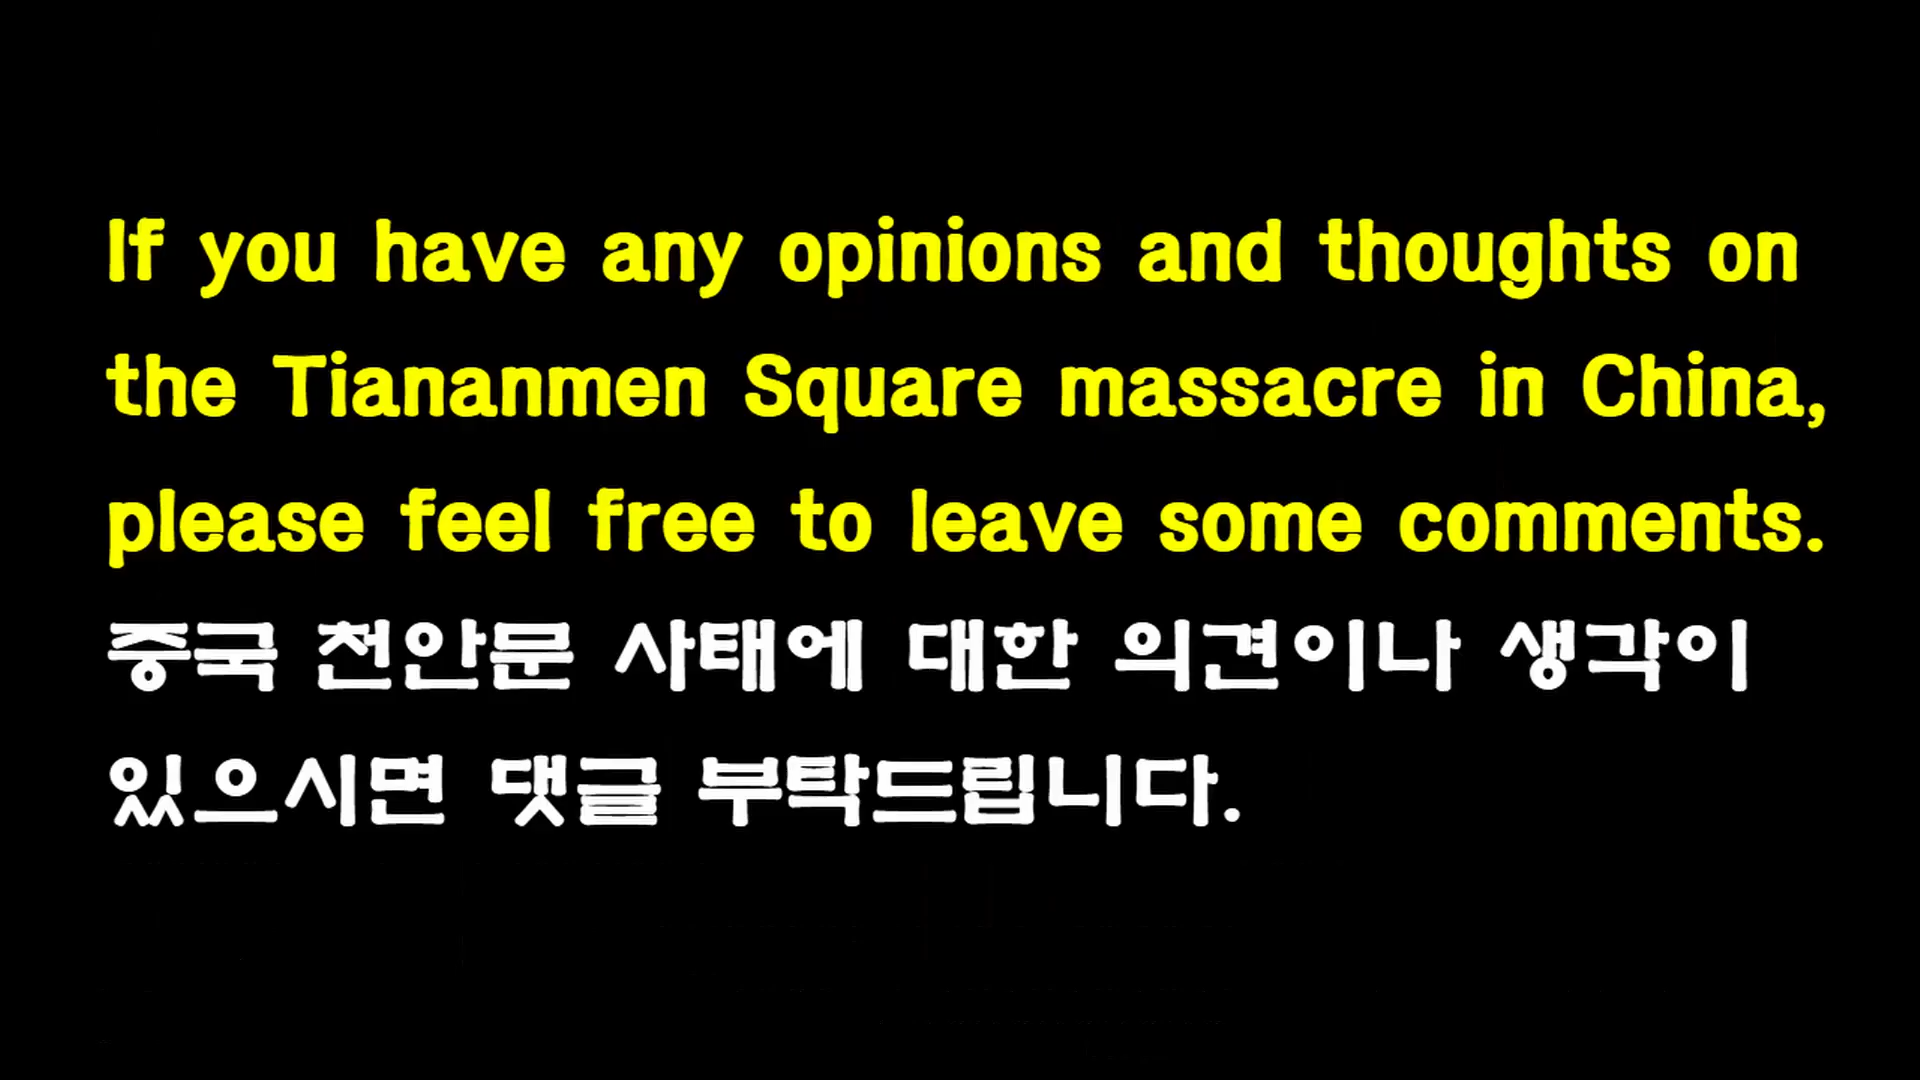 If you have any opinions and thoughts on
the Tiananmen Square massacre in China,
please feel free to leave some comments.
중국 천안문 사태에 대한 의견이나 생각이
있으시면 댓글 부탁드립니다.